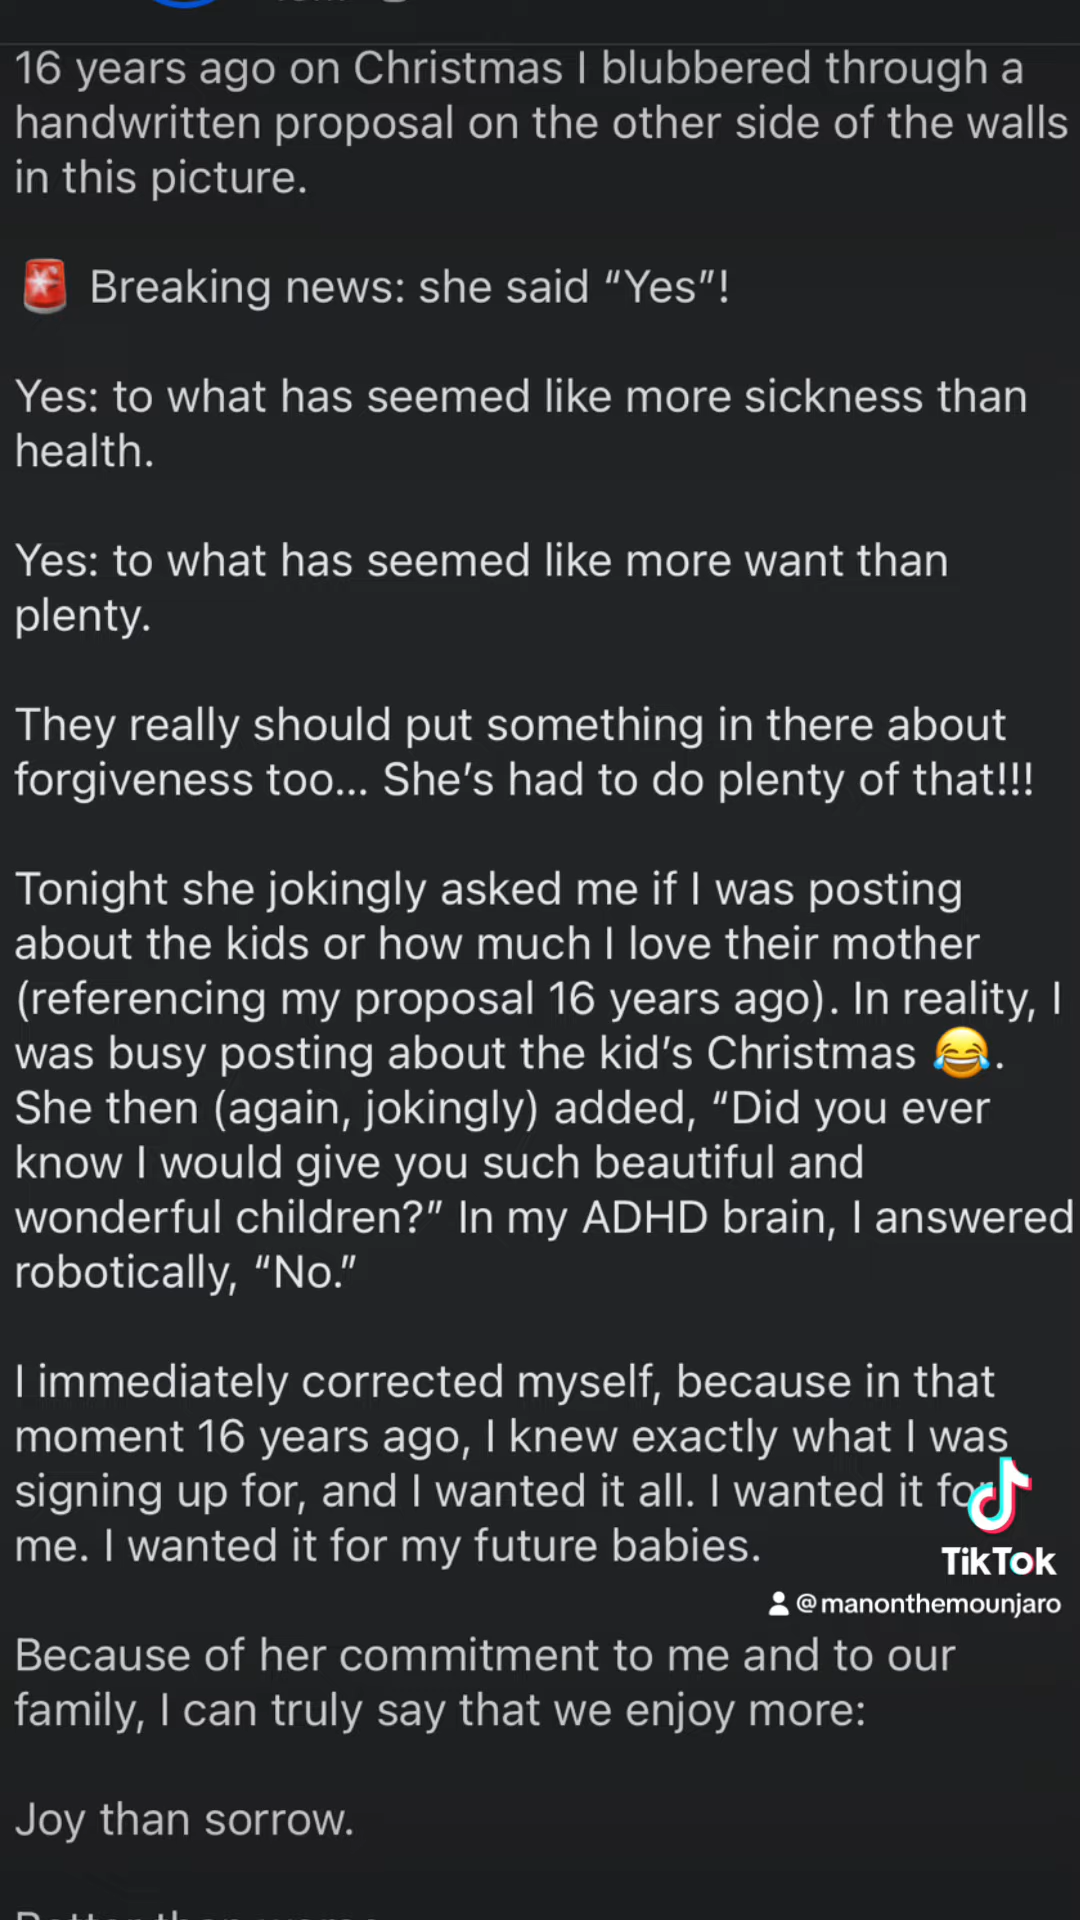 16 years ago on Christmas I blubbered through a
handwritten proposal on the other side of the walls
in this picture.
🚨 Breaking news: she said “Yes”!
Yes: to what has seemed like more sickness than
health.
Yes: to what has seemed like more want than
plenty.
They really should put something in there about
forgiveness too... She’s had to do plenty of that!!!
Tonight she jokingly asked me if I was posting
about the kids or how much I love their mother
(referencing my proposal 16 years ago). In reality, I
was busy posting about the kid’s Christmas 😂.
She then (again, jokingly) added, “Did you ever
know I would give you such beautiful and
wonderful children?” In my ADHD brain, I answered
robotically, “No.”
I immediately corrected myself, because in that
moment 16 years ago, I knew exactly what I was
signing up for, and I wanted it all. I wanted it for
me. I wanted it for my future babies.
TikTok
@manonthemounjaro
Because of her commitment to me and to our
family, I can truly say that we enjoy more:
Joy than sorrow.